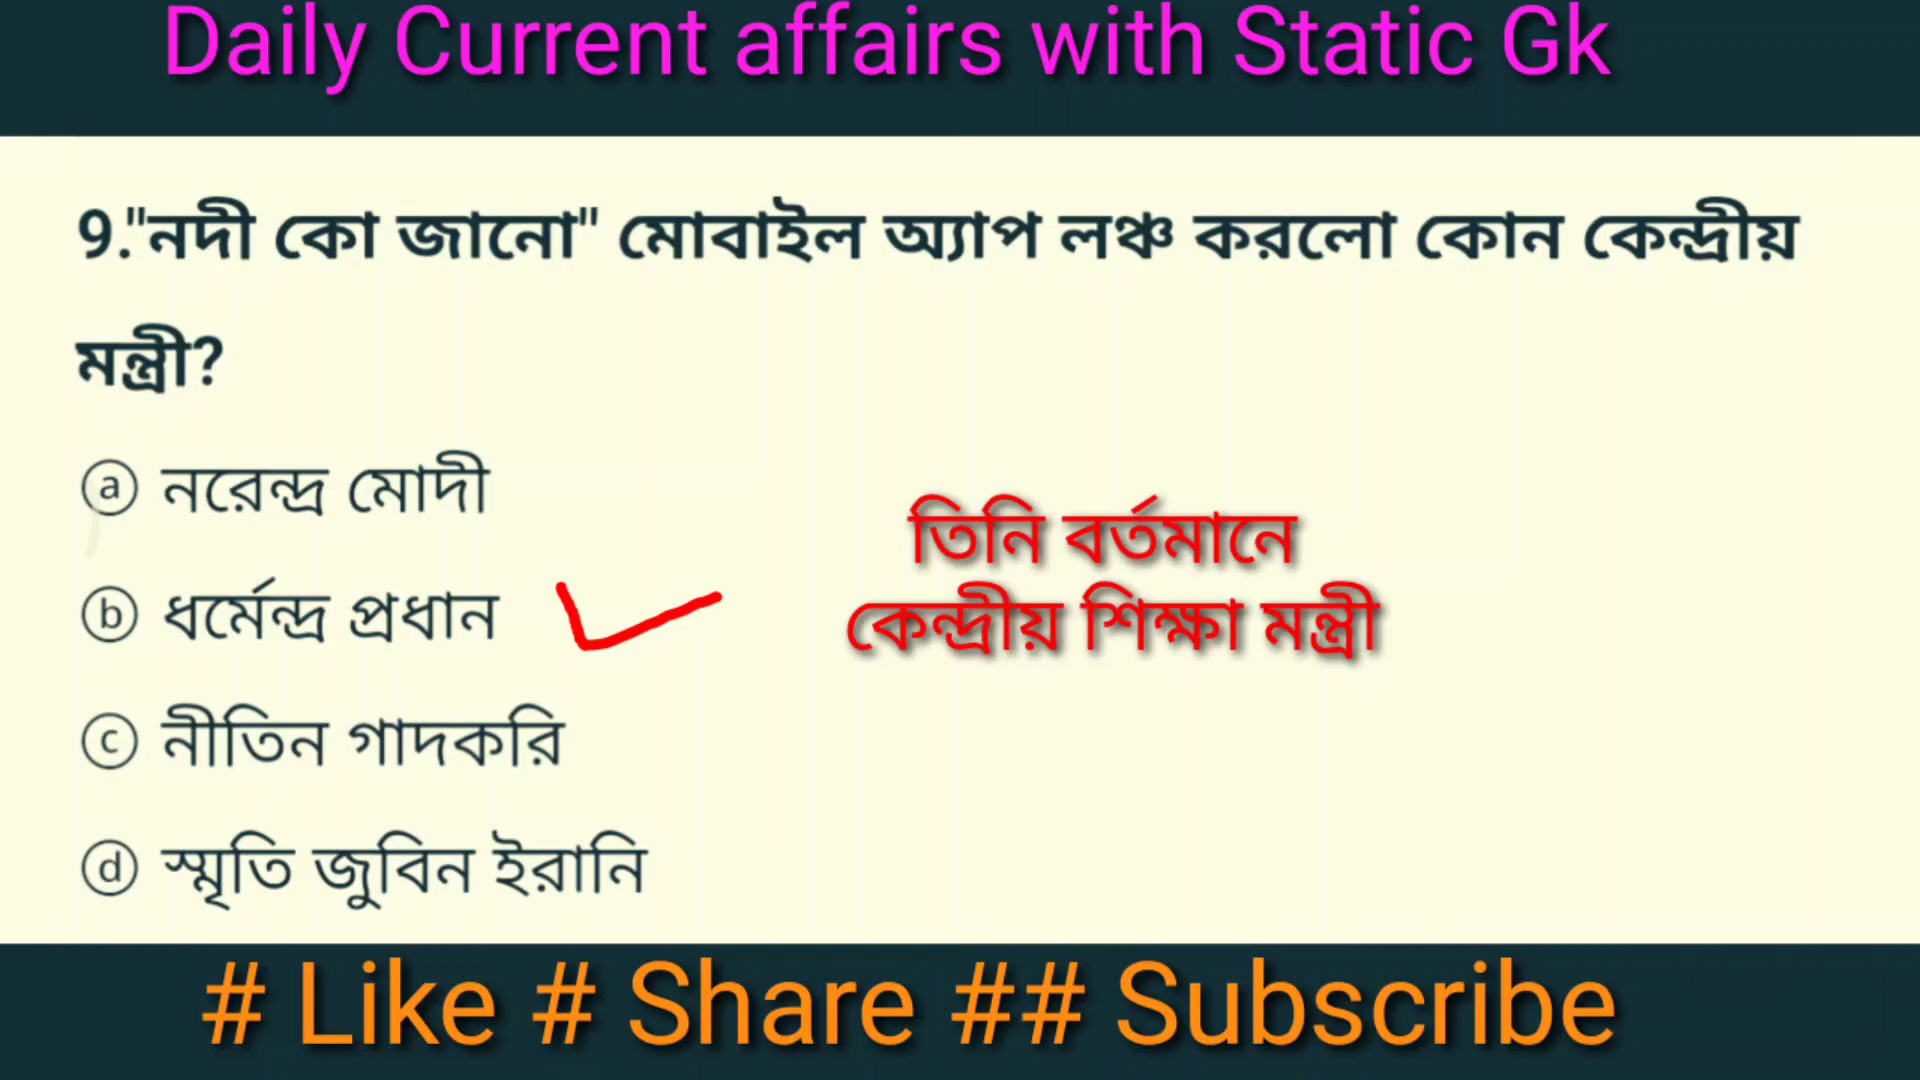 Daily Current affairs with Static Gk
9."নদী কো জানো" মোবাইল অ্যাপ লঞ্চ করলো কোন কেন্দ্রীয়
মন্ত্রী?
ⓐ নরেন্দ্র মোদী
ⓑ ধর্মেন্দ্র প্রধান
তিনি বর্তমানে
কেন্দ্রীয় শিক্ষা মন্ত্রী
ⓒ নীতিন গাদকরি
ⓓ স্মৃতি জুবিন ইরানি
# Like # Share ## Subscribe